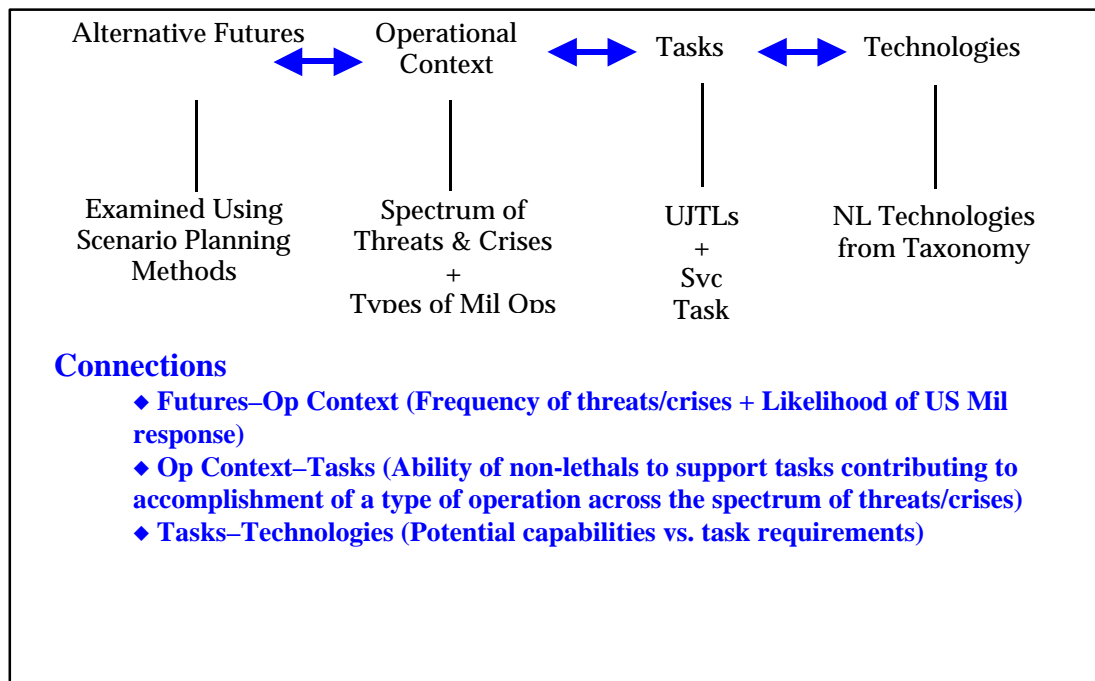 Alternative Futures
Operational
Context
Tasks
Technologies
Examined Using
Scenario Planning
Methods
Spectrum of
Threats & Crises
+
Types of Mil Ops
UJTLs
+
Svc
Task
NL Technologies
from Taxonomy
Connections
◆ Futures–Op Context (Frequency of threats/crises + Likelihood of US Mil
response)
◆ Op Context–Tasks (Ability of non-lethals to support tasks contributing to
accomplishment of a type of operation across the spectrum of threats/crises)
◆ Tasks–Technologies (Potential capabilities vs. task requirements)